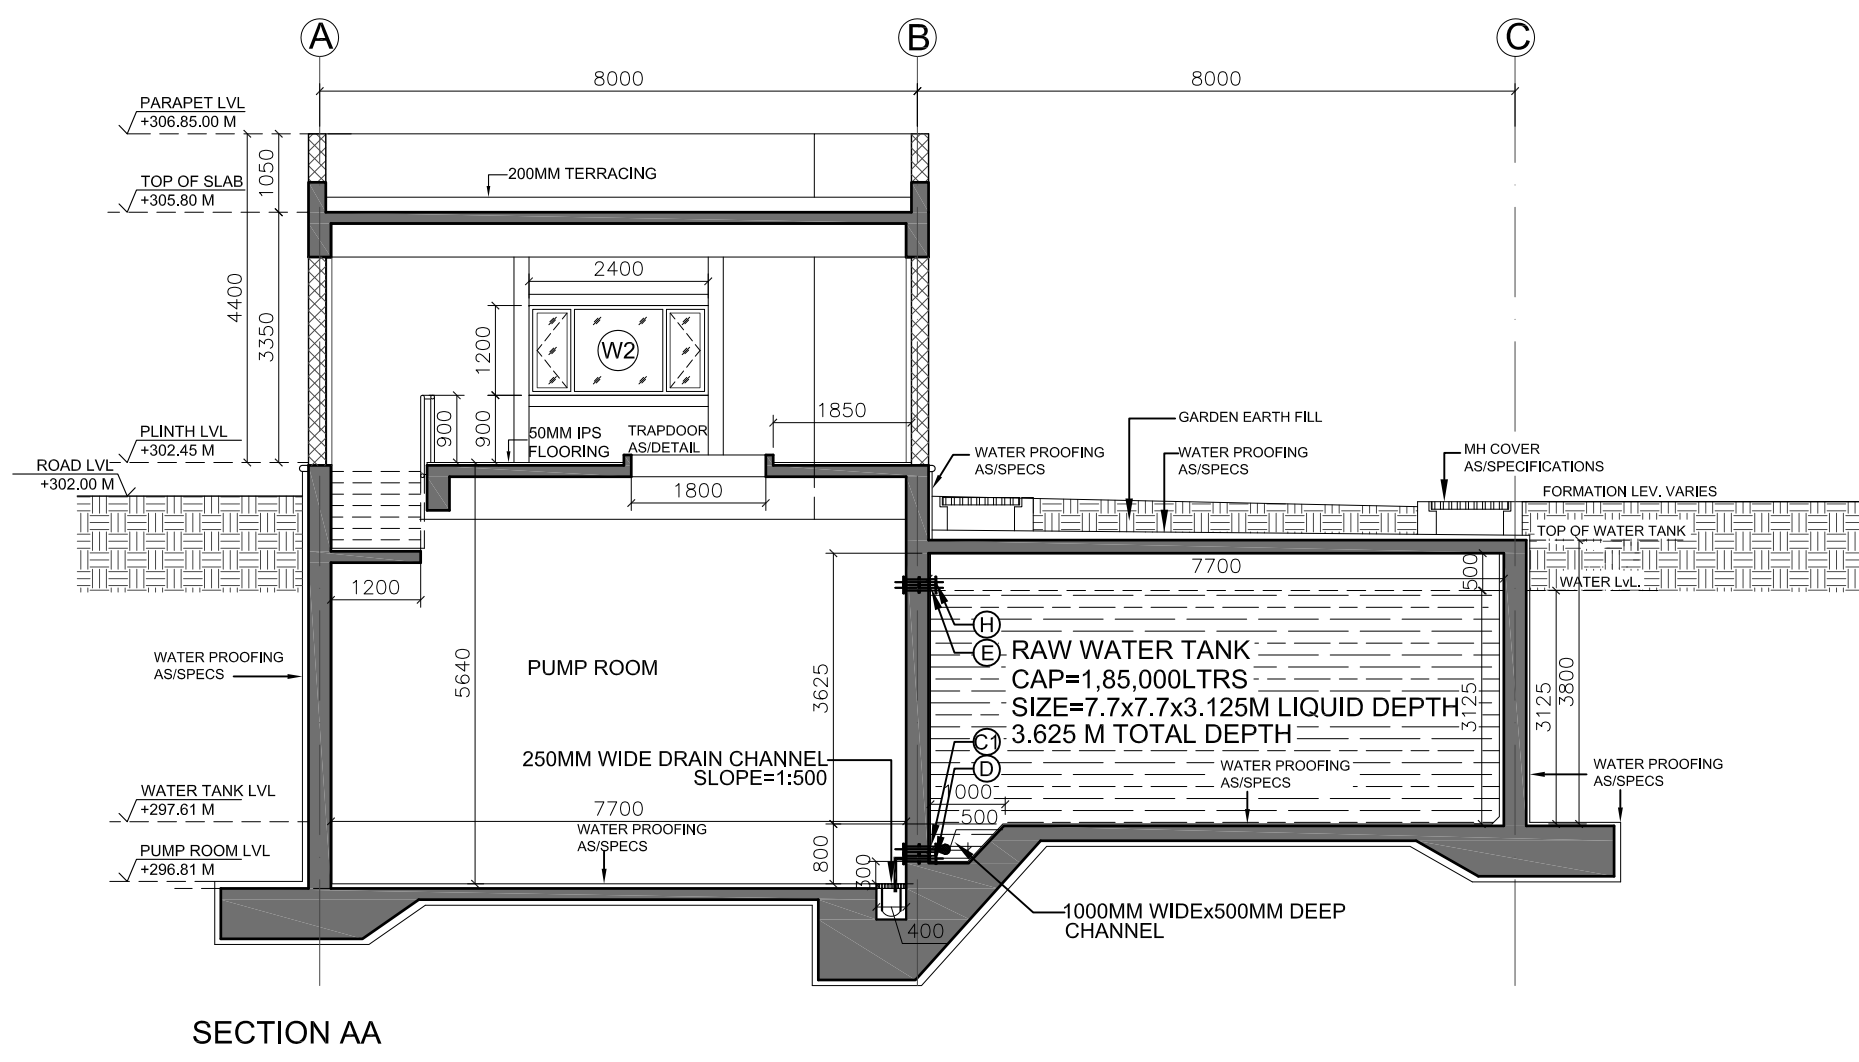 A
B
C
8000
8000
PARAPET LVL
+306.85.00 M
1050
200MM TERRACING
TOP OF SLAB
+305.80 M
4400
3350
2400
1200
W2
900
900
1850
50MM IPS
FLOORING
TRAPDOOR
AS/DETAIL
PLINTH LVL
+302.45 M
ROAD LVL
+302.00 M
1800
WATER PROOFING
AS/SPECS
GARDEN EARTH FILL
WATER PROOFING
AS/SPECS
MH COVER
AS/SPECIFICATIONS
FORMATION LEV. VARIES
TOP OF WATER TANK
WATER LvL.
1200
7700
500
H
E
WATER PROOFING
AS/SPECS
5640
PUMP ROOM
3625
RAW WATER TANK
CAP=1,85,000LTRS
SIZE=7.7x7.7x3.125M LIQUID DEPTH
3.625 M TOTAL DEPTH
3125
3125
3800
C1
D
250MM WIDE DRAIN CHANNEL
SLOPE=1:500
WATER PROOFING
AS/SPECS
WATER PROOFING
AS/SPECS
WATER TANK LVL
+297.61 M
7700
1000
500
WATER PROOFING
AS/SPECS
800
300
PUMP ROOM LVL
+296.81 M
400
1000MM WIDEx500MM DEEP
CHANNEL
SECTION AA